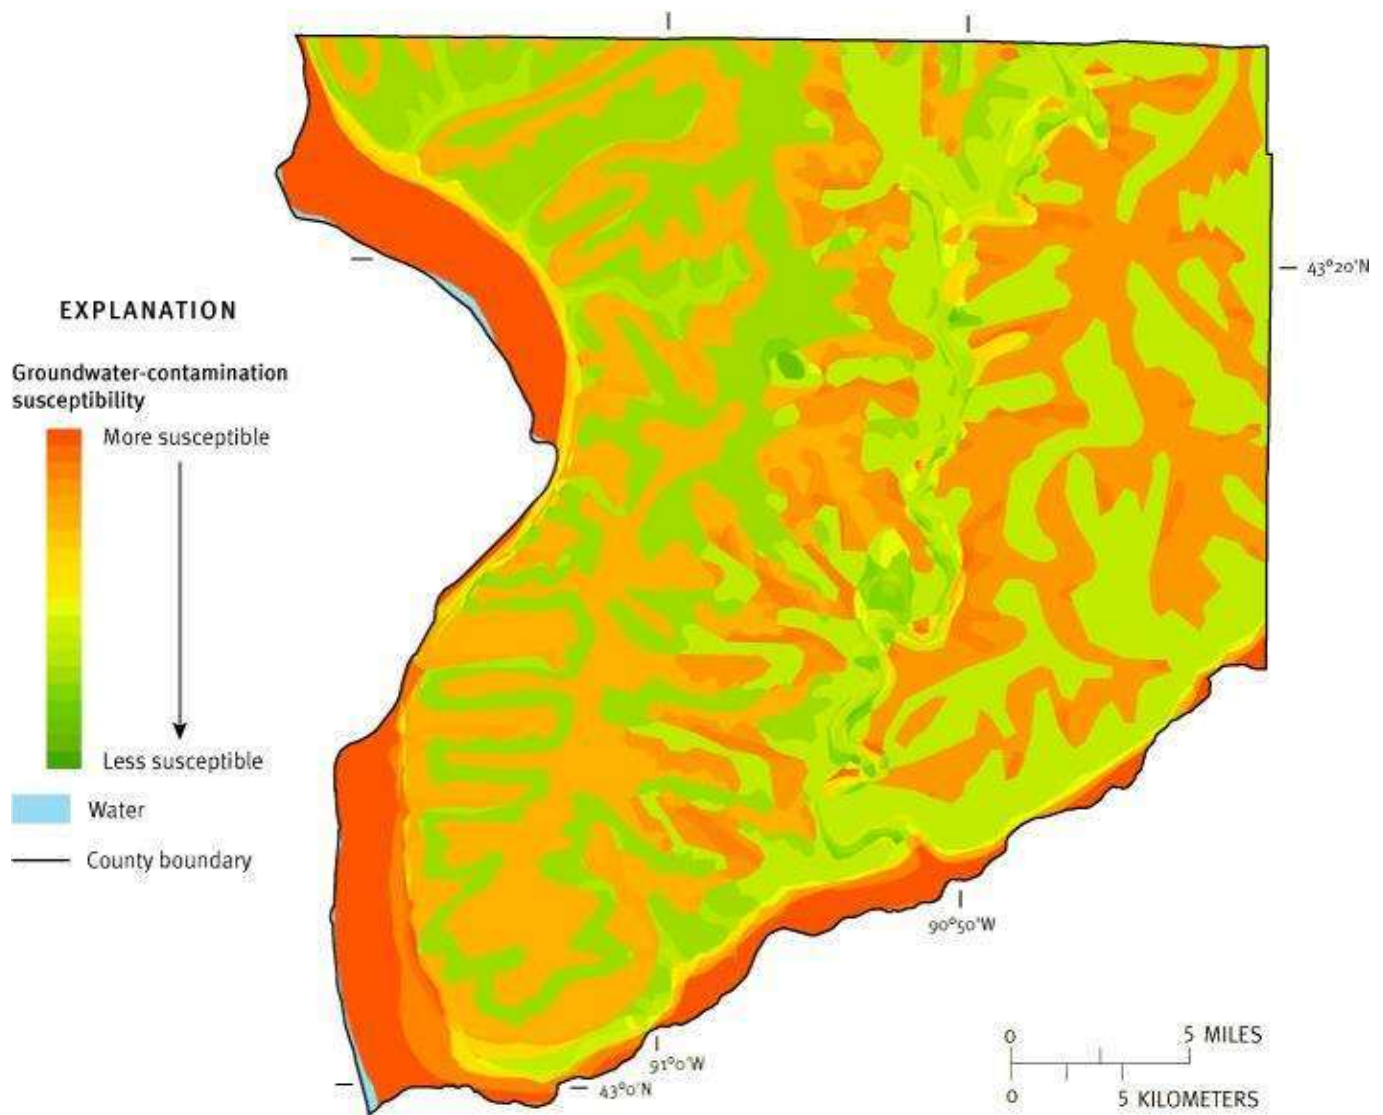 43°20'N
EXPLANATION
Groundwater-contamination
susceptibility
More susceptible
Less susceptible
Water
County boundary
90°50'W
0 5 MILES
91°0'W
43°0'N
0 5 KILOMETERS